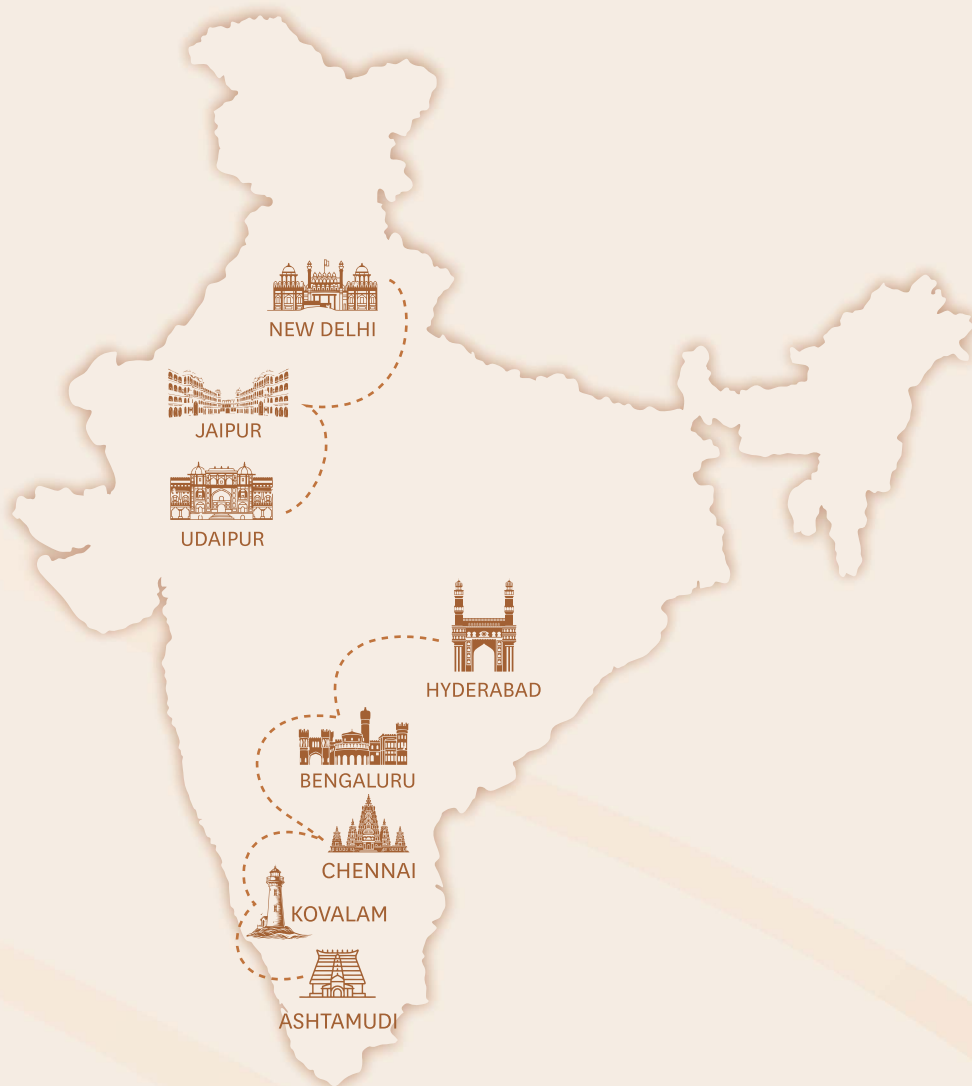 NEW DELHI
JAIPUR
UDAIPUR
HYDERABAD
BENGALURU
CHENNAI
KOVALAM
ASHTAMUDI